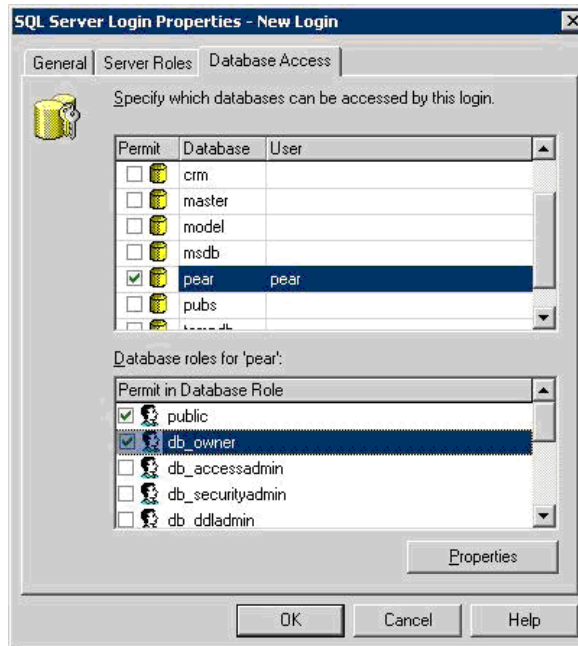 SQL Server Login Properties - New Login
General Server Roles Database Access
Specify which databases can be accessed by this login.
Permit Database User
crm
master
model
msdb
pear pear
pubs
tempdb
Database roles for 'pear':
Permit in Database Role
public
db_owner
db_accessadmin
db_securityadmin
db_ddladmin
Properties
OK Cancel Help